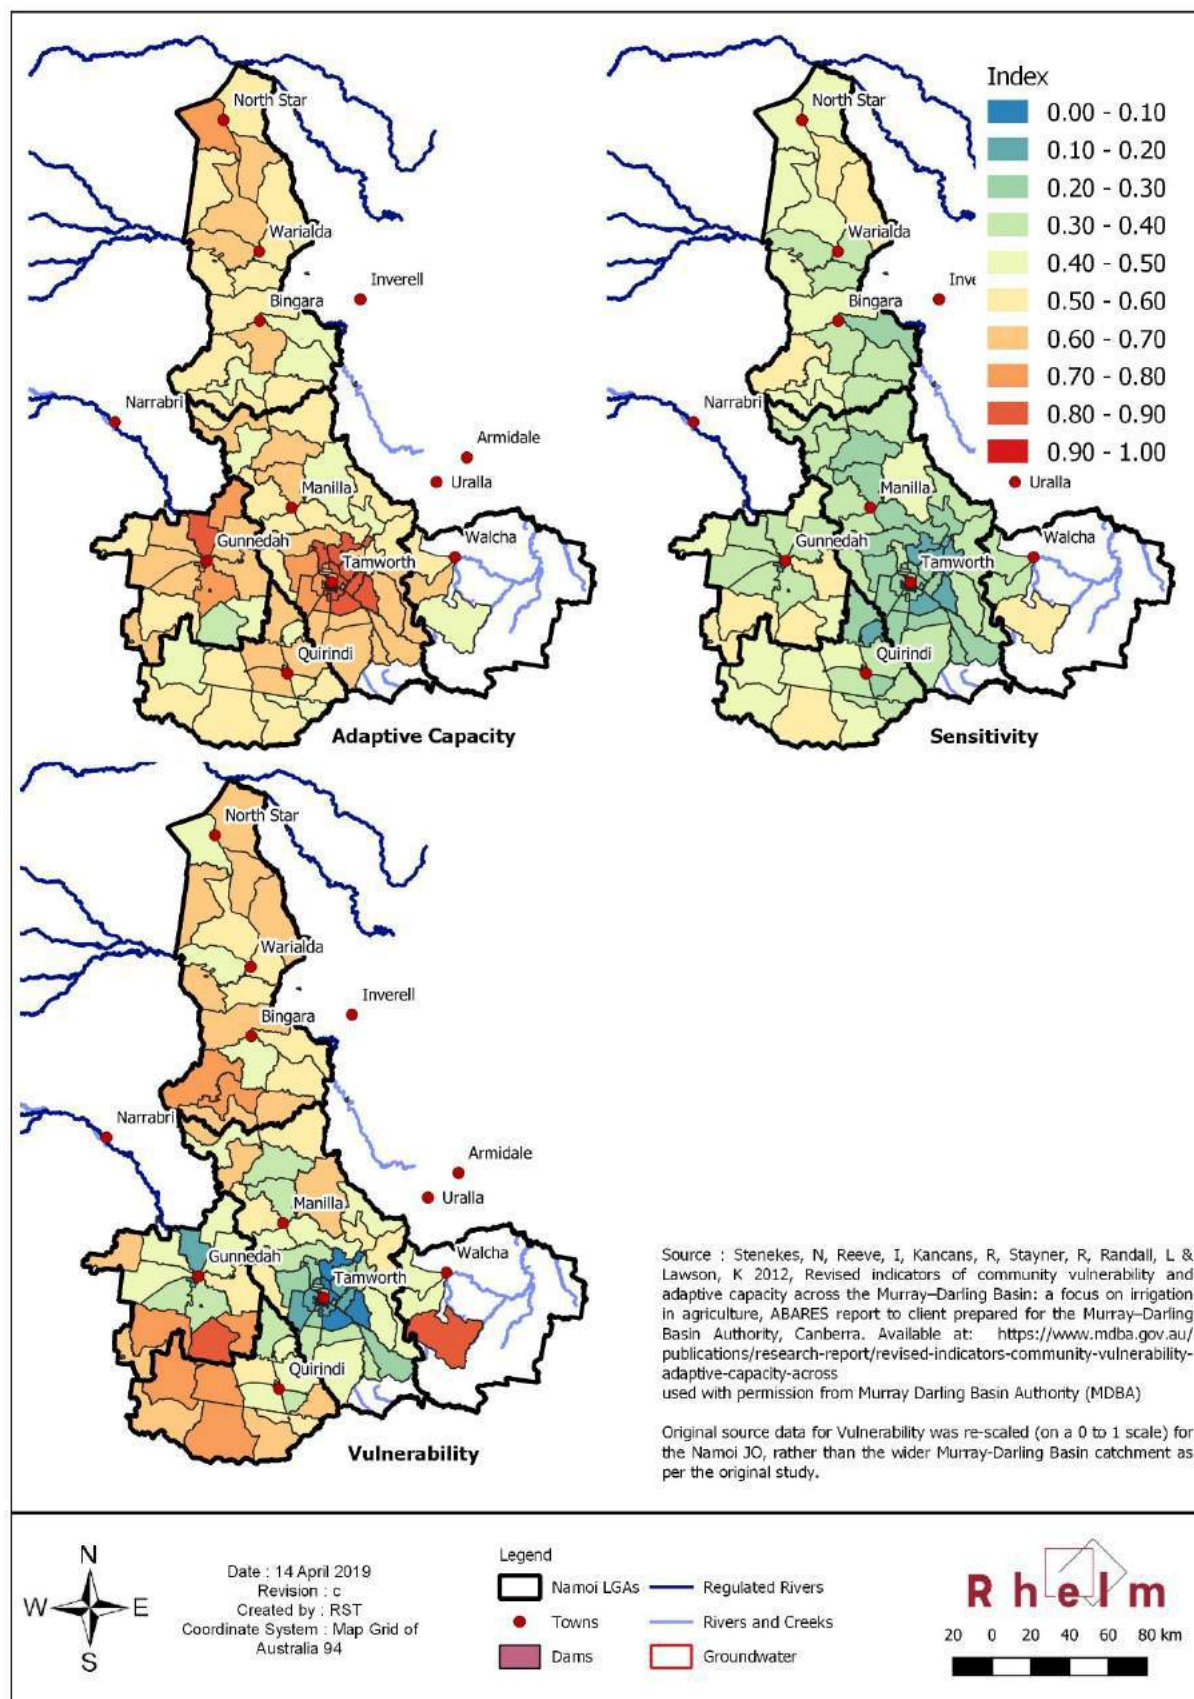 North Star
Warialda
Inverell
Bingara
Narrabri
Armidale
Uralla
Manilla
Gunnedah
Walcha
Tamworth
Quirindi
Adaptive Capacity
North Star
Warialda
Inve
Bingara
Narrabri
Uralla
Manilla
Gunnedah
Walcha
Tamworth
Quirindi
Sensitivity
Index
0.00 - 0.10
0.10 - 0.20
0.20 - 0.30
0.30 - 0.40
0.40 - 0.50
0.50 - 0.60
0.60 - 0.70
0.70 - 0.80
0.80 - 0.90
0.90 - 1.00
North Star
Warialda
Inverell
Bingara
Narrabri
Armidale
Uralla
Manilla
Gunnedah
Walcha
Tamworth
Quirindi
Vulnerability
Source : Stenekes, N, Reeve, I, Kancans, R, Stayner, R, Randall, L &
Lawson, K 2012, Revised indicators of community vulnerability and
adaptive capacity across the Murray–Darling Basin: a focus on irrigation
in agriculture, ABARES report to client prepared for the Murray–Darling
Basin Authority, Canberra. Available at: https://www.mdba.gov.au/
publications/research-report/revised-indicators-community-vulnerability-
adaptive-capacity-across
used with permission from Murray Darling Basin Authority (MDBA)
Original source data for Vulnerability was re-scaled (on a 0 to 1 scale) for
the Namoi JO, rather than the wider Murray-Darling Basin catchment as
per the original study.
N
W E
S
Date : 14 April 2019
Revision : c
Created by : RST
Coordinate System : Map Grid of
Australia 94
Legend
Namoi LGAs
Towns
Dams
Regulated Rivers
Rivers and Creeks
Groundwater
Rhelm
20 0 20 40 60 80 km